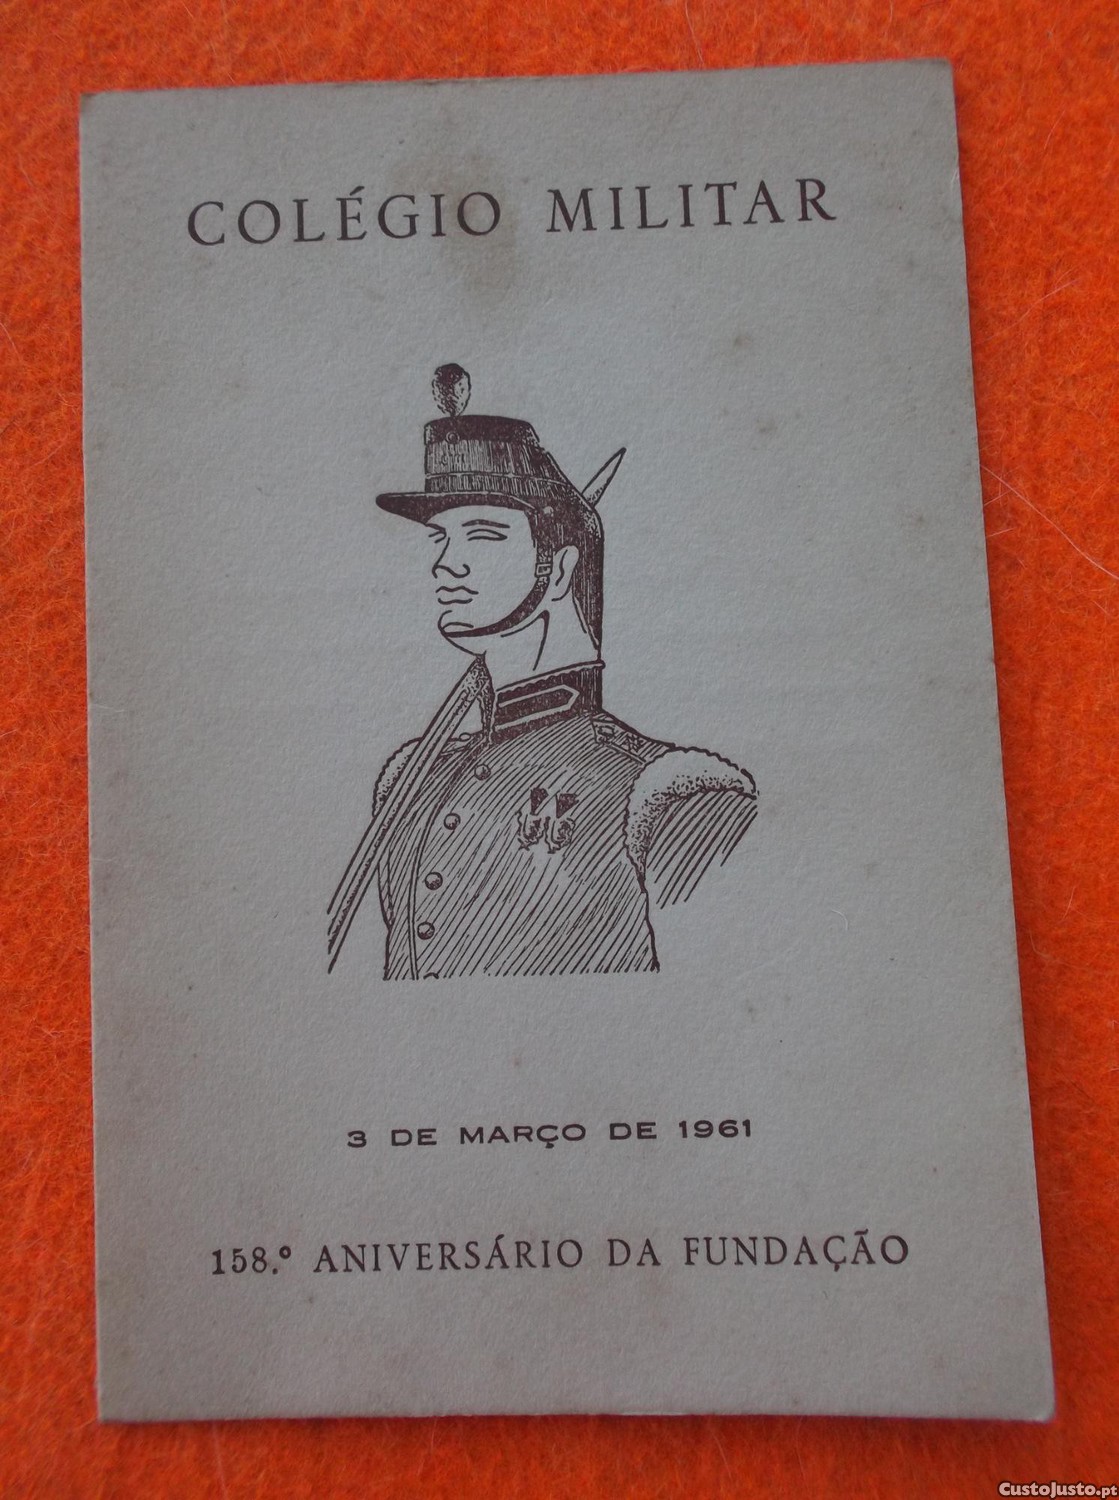 COLÉGIO MILITAR
3 DE MARÇO DE 1961
158.º ANIVERSÁRIO DA FUNDAÇÃO
CustoJusto.pt